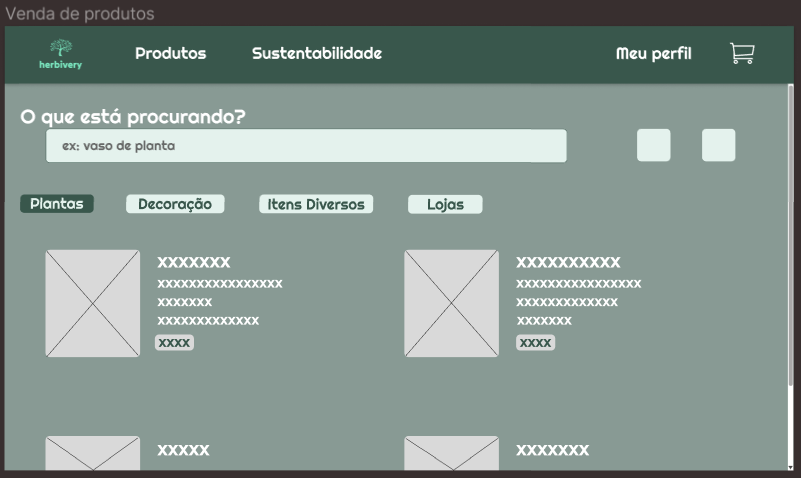 Venda de produtos
herbivery
Produtos
Sustentabilidade
Meu perfil
O que está procurando?
ex: vaso de planta
Plantas
Decoração
Itens Diversos
Lojas
xxxxxxx
xxxxxxxxxxxxxxxx
xxxxxxx
xxxxxxxxxxxxx
xxxx
xxxxxxxxxx
xxxxxxxxxxxxxxxx
xxxxxxxxxxxxx
xxxxxxx
xxxx
xxxxx
xxxxxxx